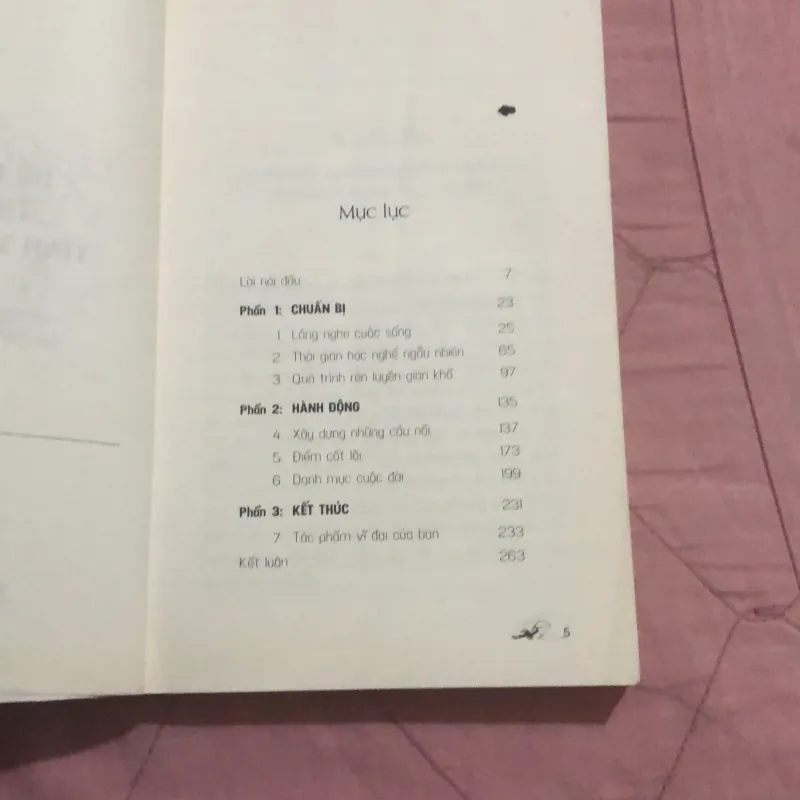 Mục lục
Lời nói đầu 7
Phần 1: CHUẨN BỊ 23
1 Lắng nghe cuộc sống 25
2 Thời gian học nghề ngẫu nhiên 65
3 Quá trình rèn luyện gian khổ 97
Phần 2: HÀNH ĐỘNG 135
4 Xây dựng những cầu nối 137
5 Điểm cốt lõi 173
6 Danh mục cuộc đời 199
Phần 3: KẾT THÚC 231
7 Tác phẩm vĩ đại của bạn 233
Kết luận 263
5